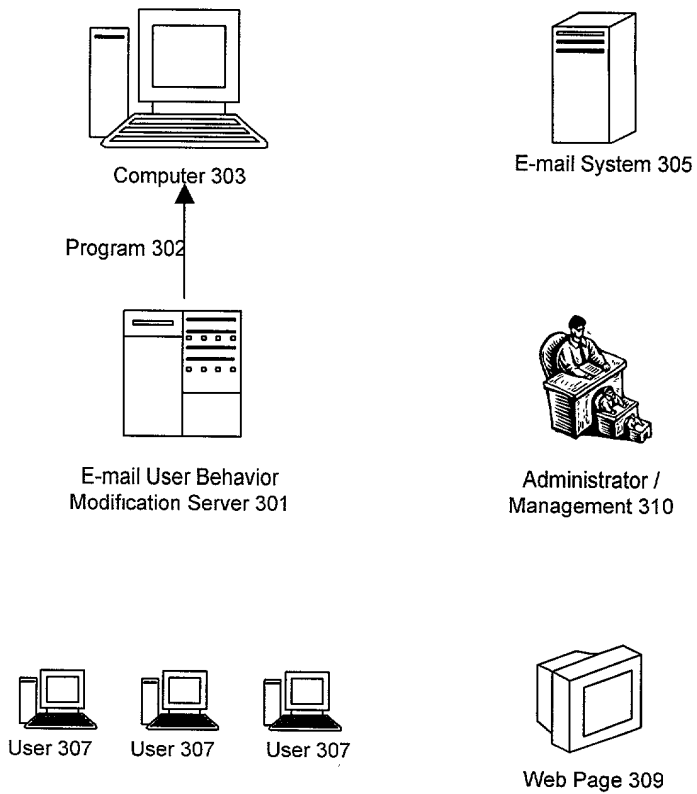 Computer 303
E-mail System 305
Program 302
E-mail User Behavior
Modification Server 301
Administrator /
Management 310
User 307
User 307
User 307
Web Page 309